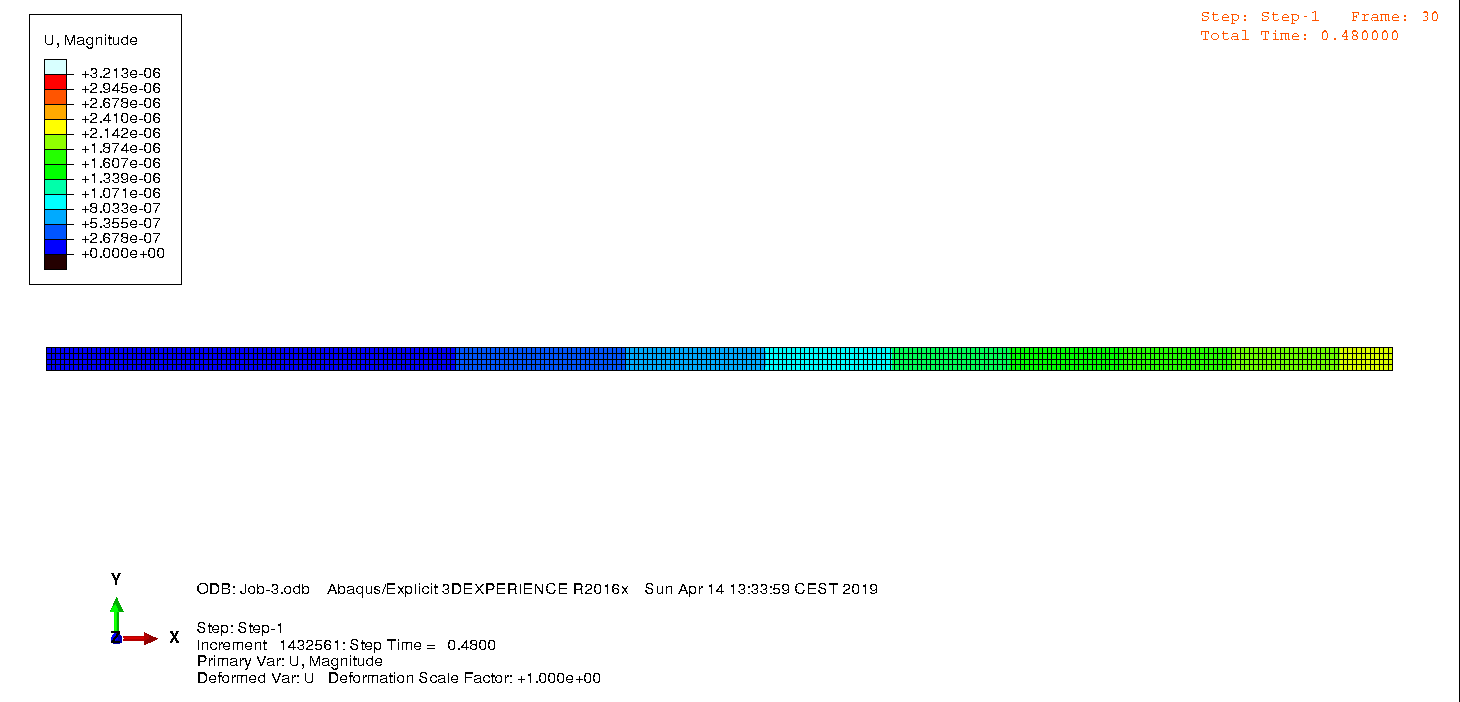 U, Magnitude
+3.213e-06
+2.945e-06
+2.678e-06
+2.410e-06
+2.142e-06
+1.874e-06
+1.607e-06
+1.339e-06
+1.071e-06
+8.033e-07
+5.355e-07
+2.678e-07
+0.000e+00
Step: Step-1 Frame: 30
Total Time: 0.480000
Y
X
ODB: Job-3.odb Abaqus/Explicit 3DEXPERIENCE R2016x Sun Apr 14 13:33:59 CEST 2019
Step: Step-1
Increment 1432561: Step Time = 0.4800
Primary Var: U, Magnitude
Deformed Var: U Deformation Scale Factor: +1.000e+00